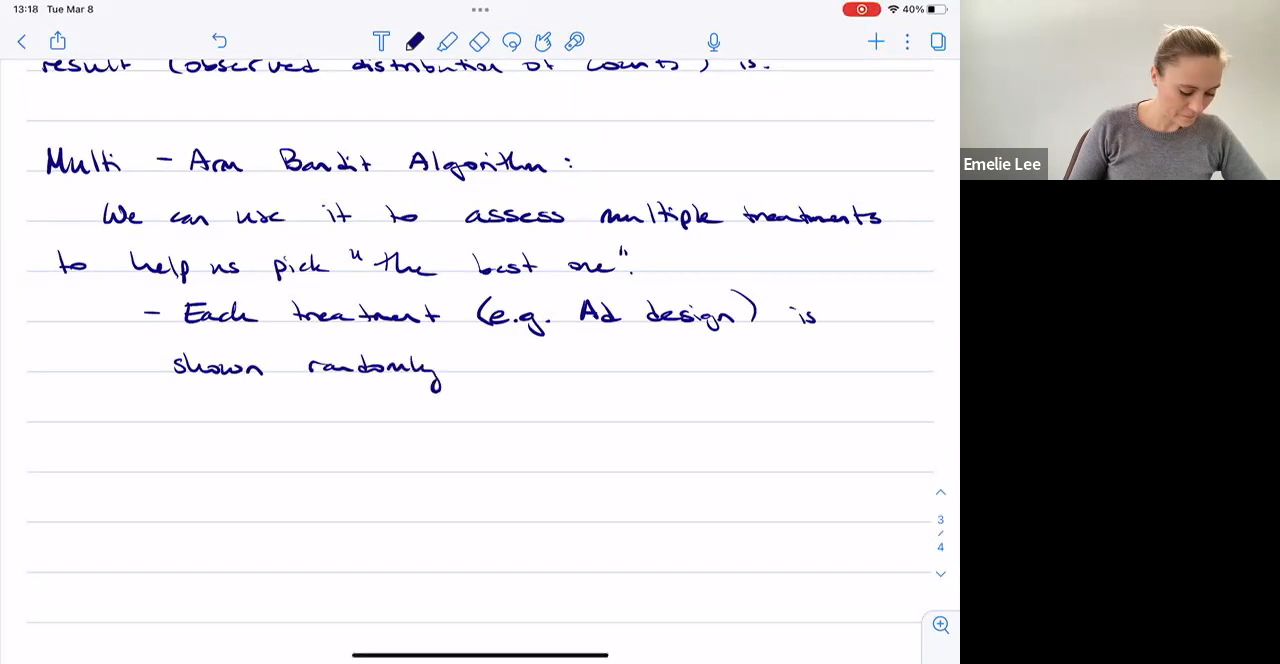 13:18 Tue Mar 8
40%
result (observed distribution of counts) is.
Multi - Arm Bandit Algorithm:
We can use it to assess multiple treatments
to help us pick "the best one".
- Each treatment (e.g. Ad design) is
shown randomly
3
/
4
Emelie Lee